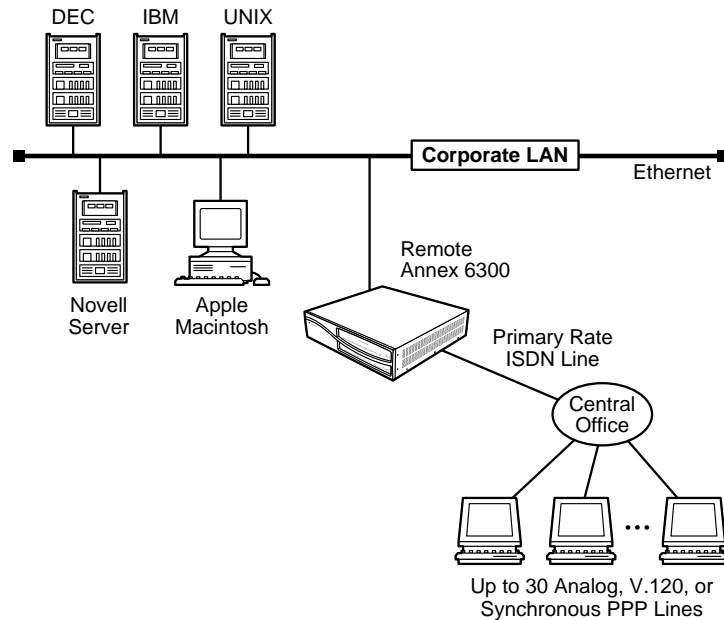 DEC
IBM
UNIX
Corporate LAN
Ethernet
Novell
Server
Apple
Macintosh
Remote
Annex 6300
Primary Rate
ISDN Line
Central
Office
...
Up to 30 Analog, V.120, or
Synchronous PPP Lines